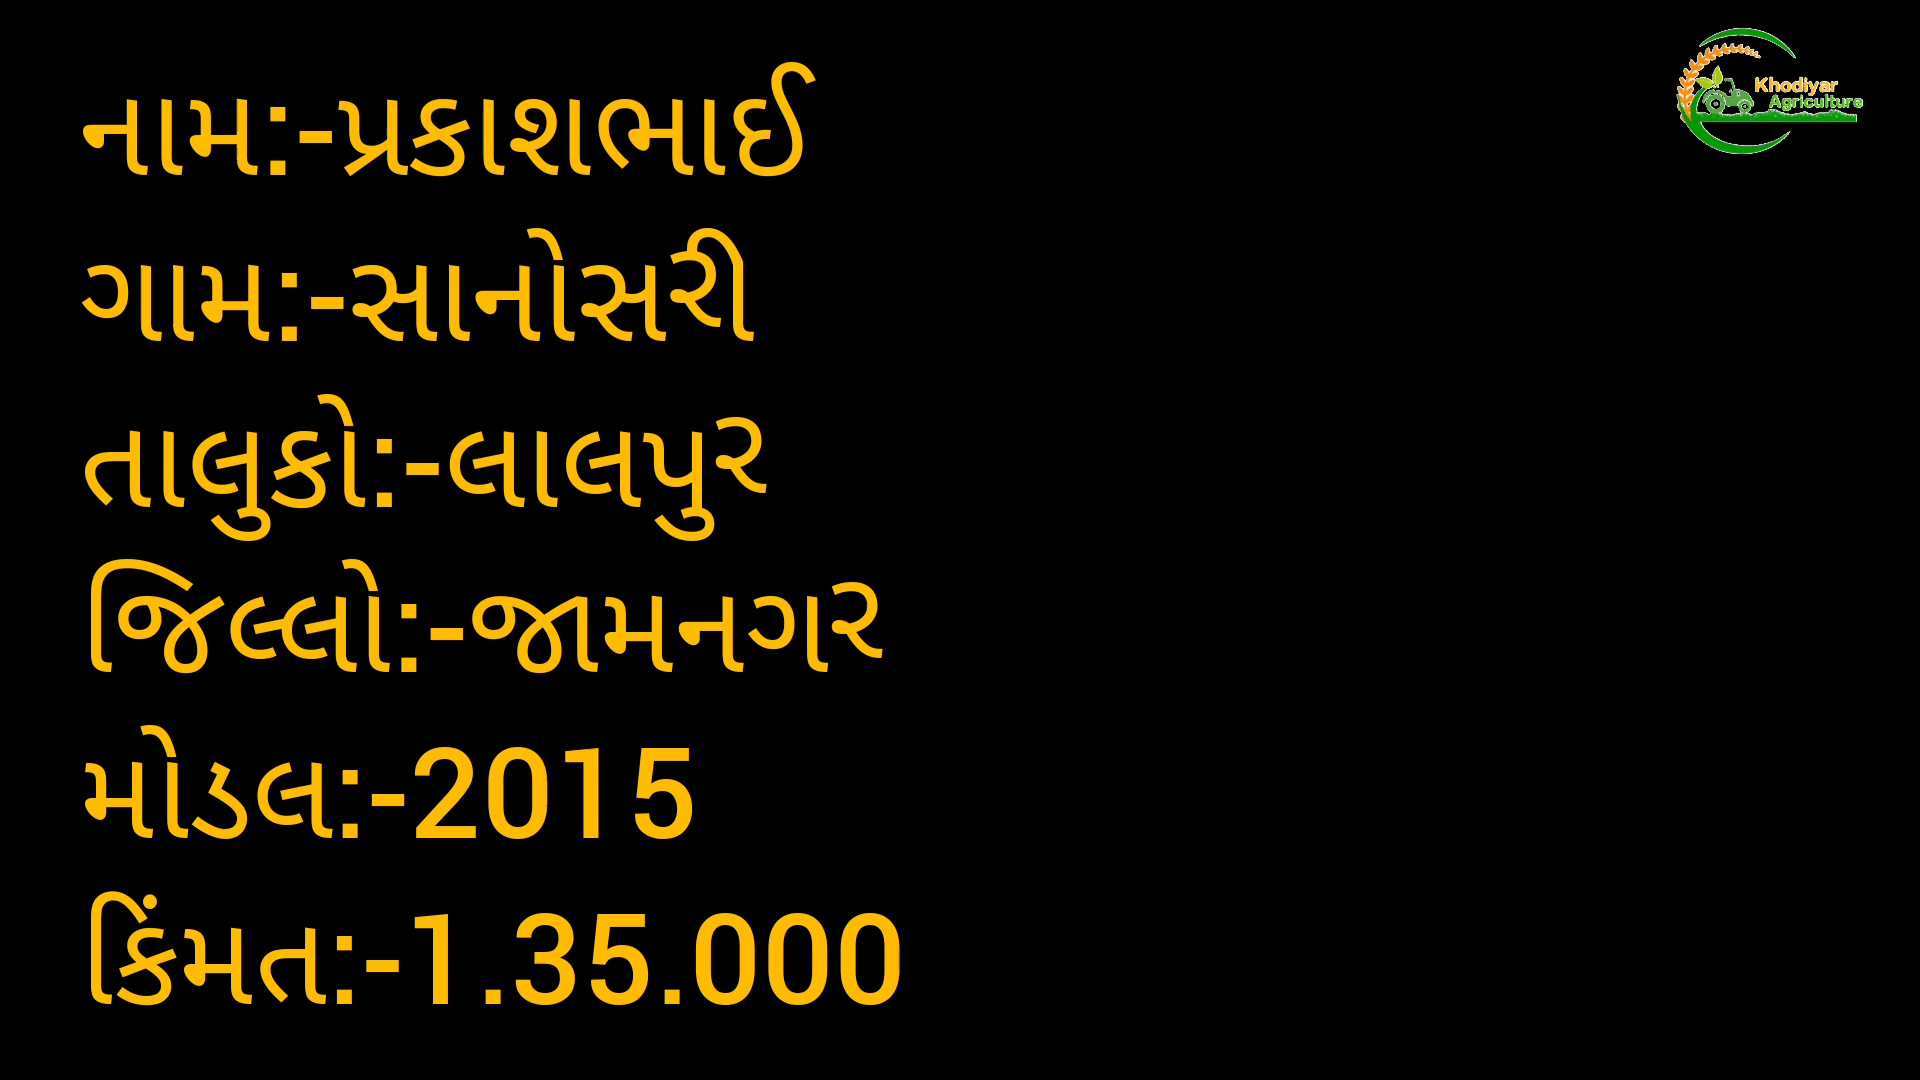 નામ:-પ્રકાશભાઈ
Khodiyar
Agriculture
ગામ:-સાનોસરી
તાલુકો:-લાલપુર
જિલ્લો:-જામનગર
મોડલ:-2015
કિંમત:-1.35.000